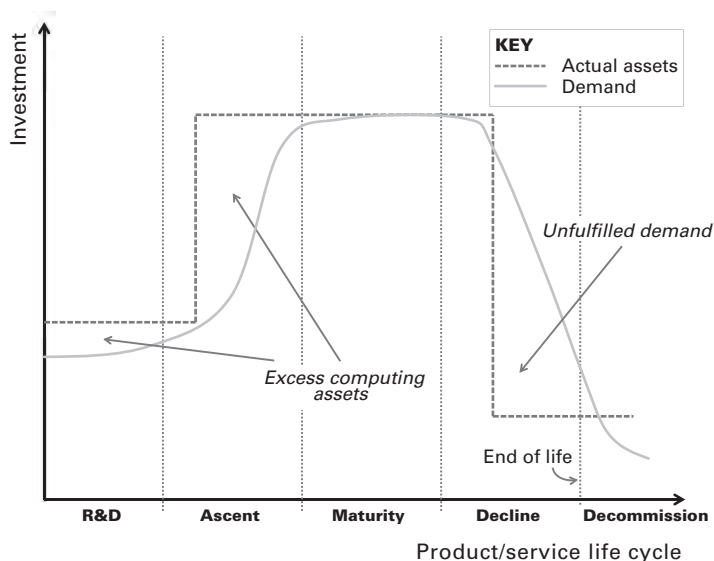 Investment
KEY
Actual assets
Demand
Unfulfilled demand
Excess computing
assets
End of life
R&D
Ascent
Maturity
Decline
Decommission
Product/service life cycle